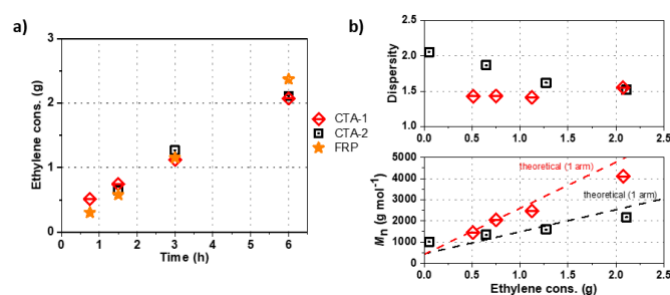 a)
Ethylene cons. (g)
3
2
1
0
0 1 2 3 4 5 6
Time (h)
CTA-1
CTA-2
FRP
b)
Dispersity
2.5
2.0
1.5
1.0
Mn (g mol-1)
5000
4000
3000
2000
1000
0
theoretical (1 arm)
theoretical (1 arm)
0.0 0.5 1.0 1.5 2.0 2.5
Ethylene cons. (g)